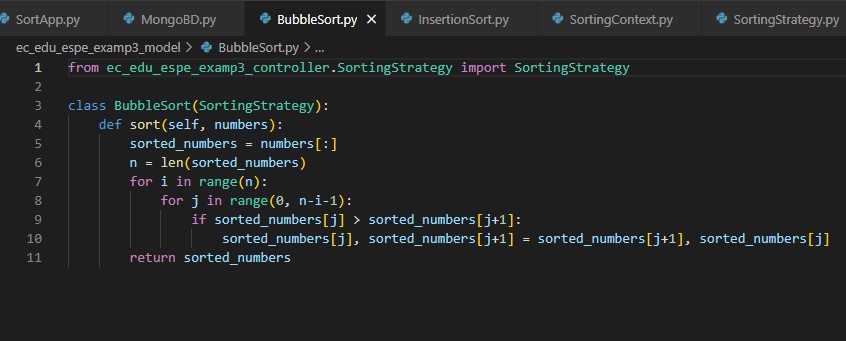 SortApp.py MongoBD.py BubbleSort.py InsertionSort.py SortingContext.py SortingStrategy.py
ec_edu_espe_examp3_model > BubbleSort.py > ...
1 from ec_edu_espe_examp3_controller.SortingStrategy import SortingStrategy
2
3 class BubbleSort(SortingStrategy):
4 def sort(self, numbers):
5 sorted_numbers = numbers[:]
6 n = len(sorted_numbers)
7 for i in range(n):
8 for j in range(0, n-i-1):
9 if sorted_numbers[j] > sorted_numbers[j+1]:
10 sorted_numbers[j], sorted_numbers[j+1] = sorted_numbers[j+1], sorted_numbers[j]
11 return sorted_numbers